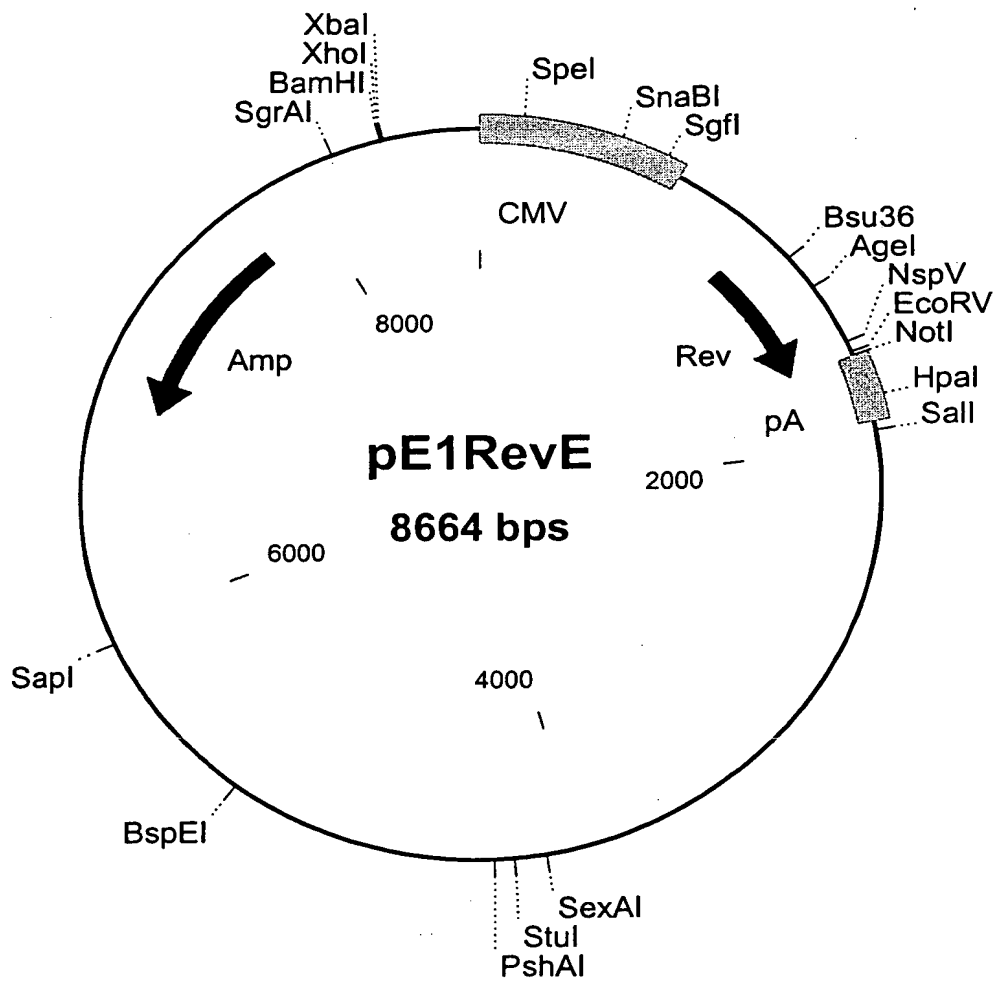 XbaI
XhoI
BamHI
SgrAI
SpeI
SnaBI
SgfI
CMV
Bsu36
AgeI
NspV
EcoRV
NotI
HpaI
SalI
8000
Amp
Rev
pA
pE1RevE
8664 bps
2000
6000
4000
SapI
BspEI
SexAI
StuI
PshAI